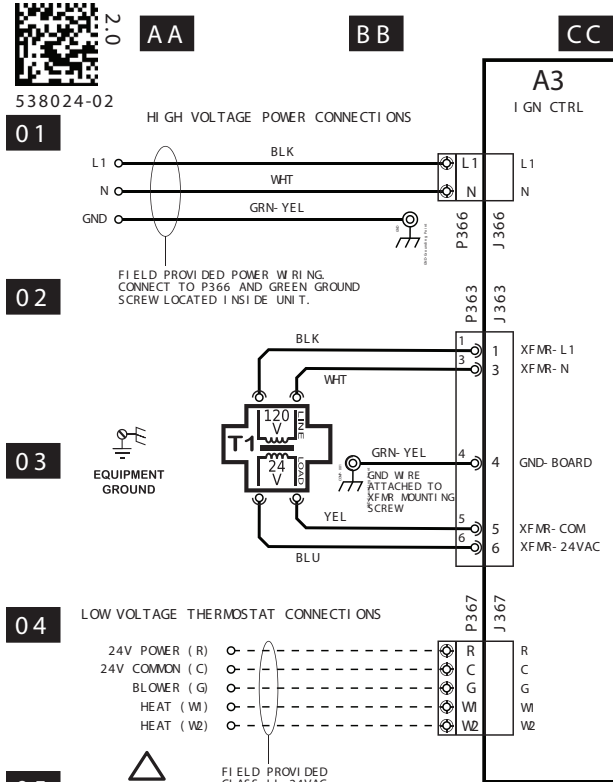 2.0
AA
BB
CC
538024-02
A3
IGN CTRL
01
HIGH VOLTAGE POWER CONNECTIONS
L1
BLK
L1
L1
N
WHT
N
N
GND
GRN-YEL
P366
J366
FIELD PROVIDED POWER WIRING.
CONNECT TO P366 AND GREEN GROUND
SCREW LOCATED INSIDE UNIT.
02
P363
J363
BLK
1
1
XFMR-L1
3
3
XFMR-N
WHT
120
V
LINE
T1
24
V
LOAD
03
EQUIPMENT
GROUND
GRN-YEL
4
4
GND-BOARD
GND WIRE
ATTACHED TO
XFMR MOUNTING
SCREW
YEL
5
5
XFMR-COM
6
6
XFMR-24VAC
BLU
04
LOW VOLTAGE THERMOSTAT CONNECTIONS
P367
J367
24V POWER (R)
R
R
24V COMMON (C)
C
C
BLOWER (G)
G
G
HEAT (W1)
W1
W1
HEAT (W2)
W2
W2
FIELD PROVIDED